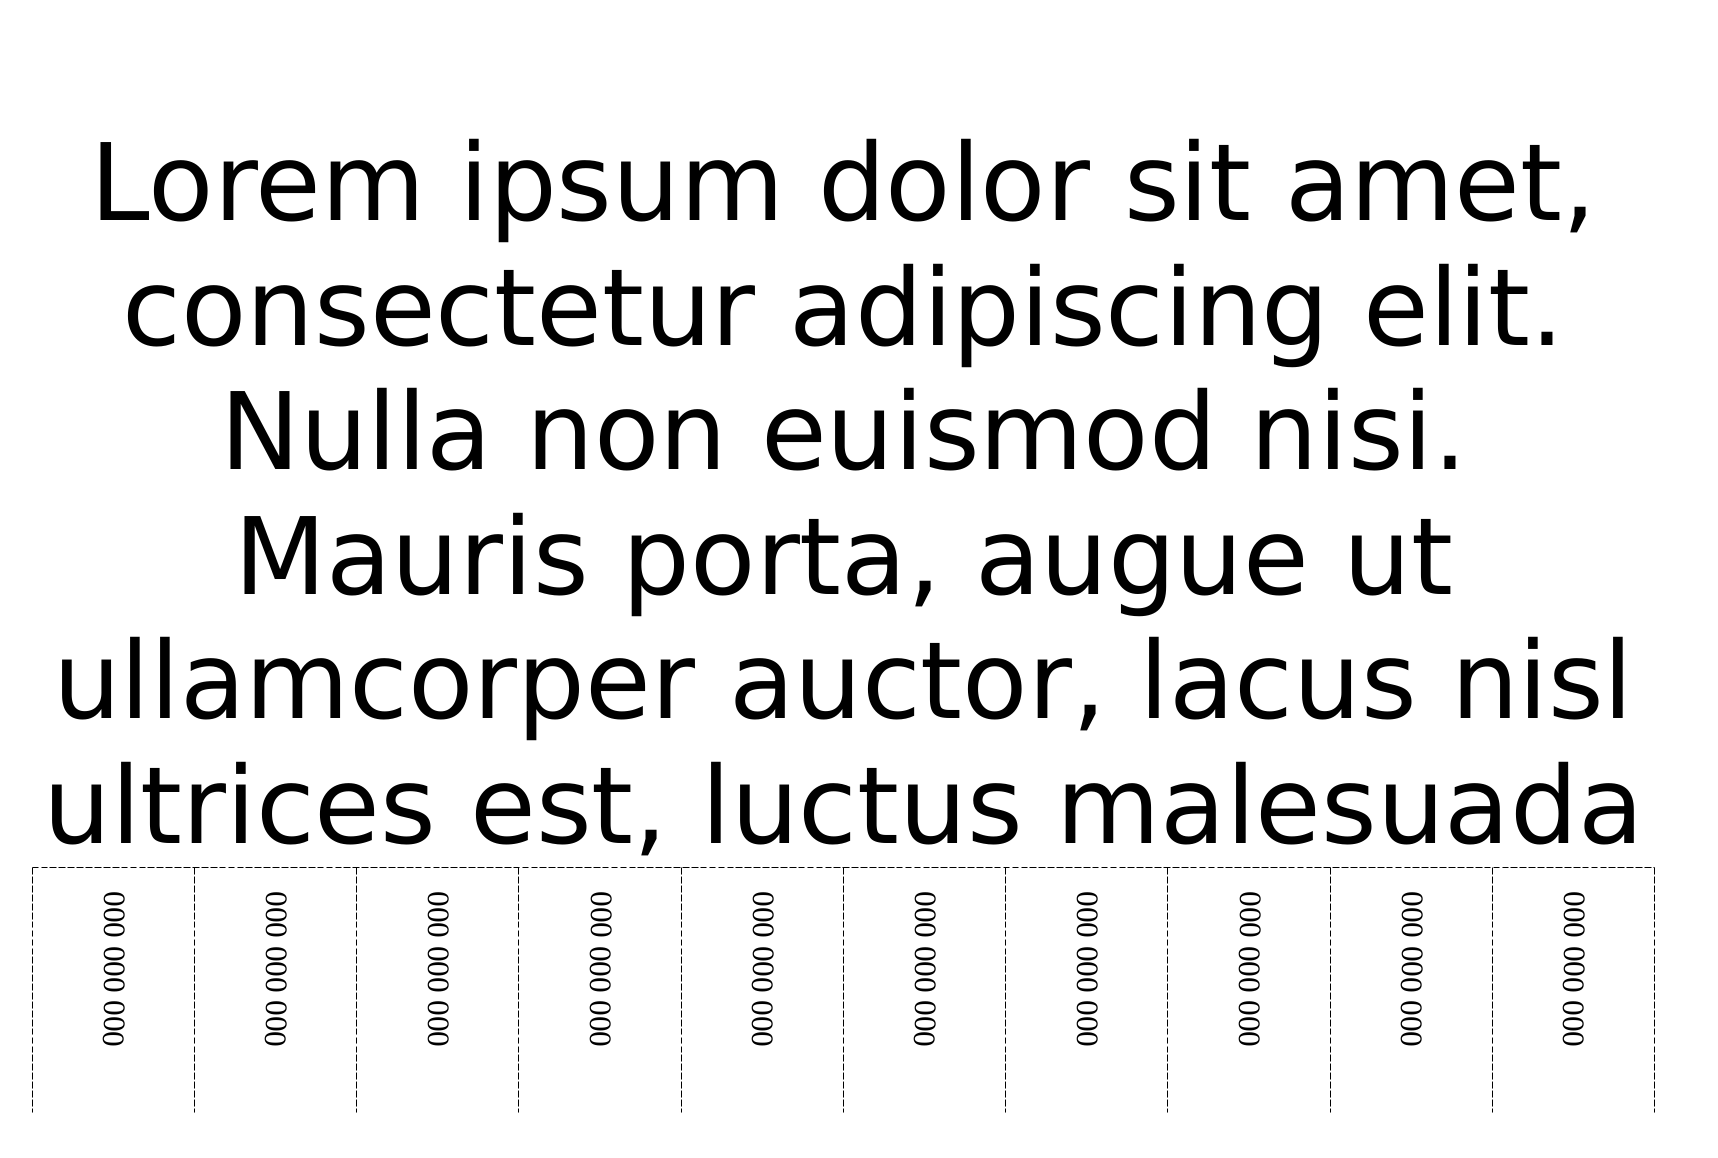 Lorem ipsum dolor sit amet,
consectetur adipiscing elit.
Nulla non euismod nisi.
Mauris porta, augue ut
ullamcorper auctor, lacus nisl
ultrices est, luctus malesuada
000 000 000
000 000 000
000 000 000
000 000 000
000 000 000
000 000 000
000 000 000
000 000 000
000 000 000
000 000 000